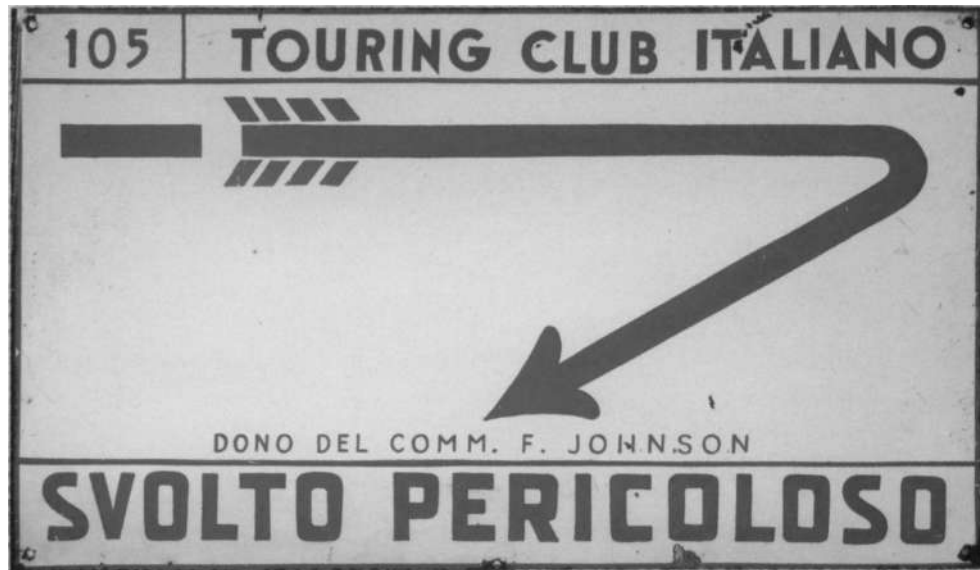 105 TOURING CLUB ITALIANO
DONO DEL COMM. F. JOHNSON
SVOLTO PERICOLOSO